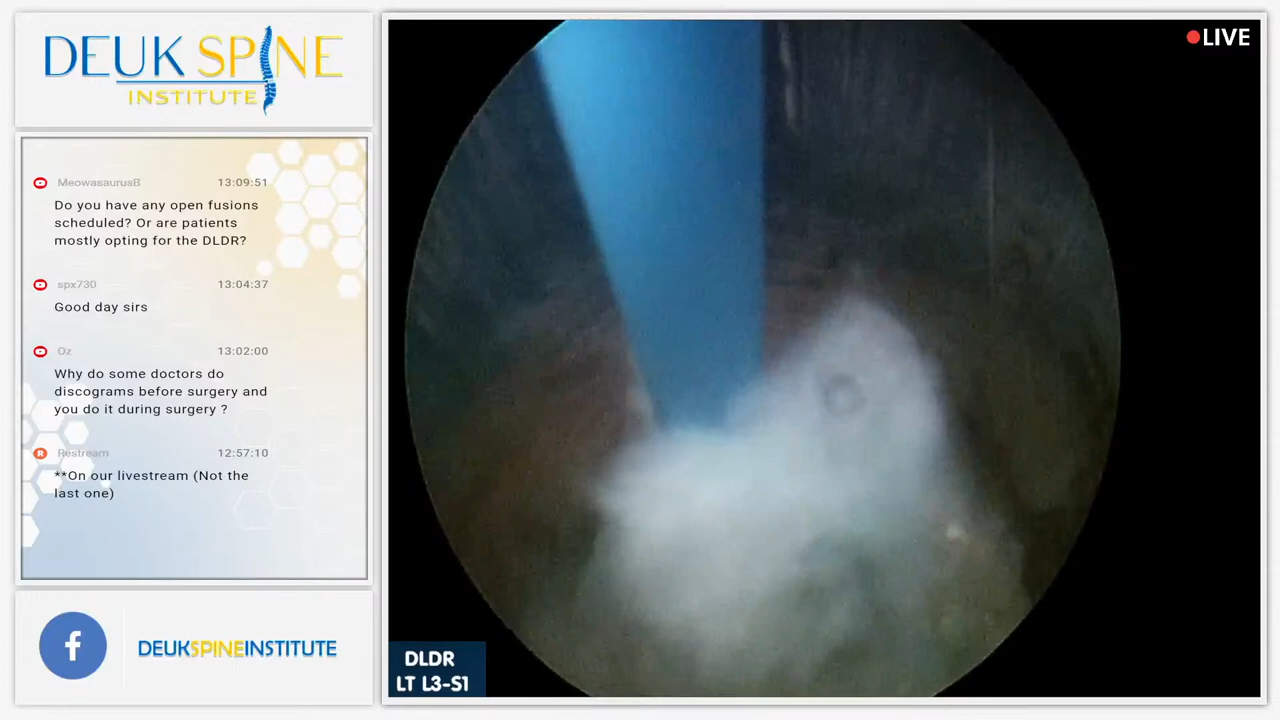 DEUK SPINE
INSTITUTE
MeowasaurusB 13:09:51
Do you have any open fusions
scheduled? Or are patients
mostly opting for the DLDR?
spx730 13:04:37
Good day sirs
Oz 13:02:00
Why do some doctors do
discograms before surgery and
you do it during surgery ?
Restream 12:57:10
**On our livestream (Not the
last one)
DEUKSPINEINSTITUTE
LIVE
DLDR
LT L3-S1